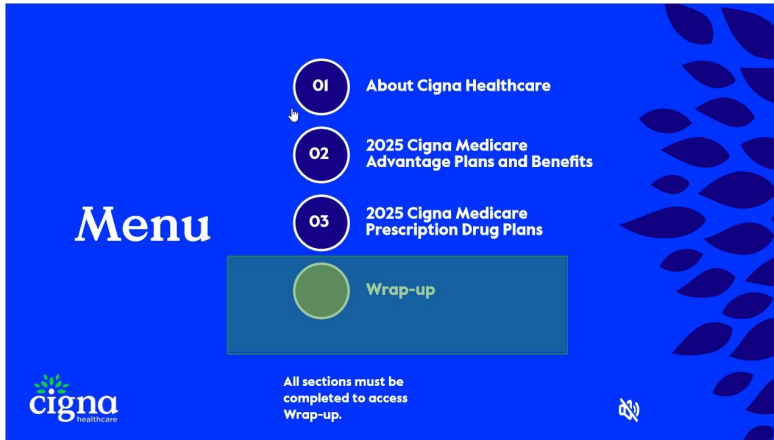 Menu
01
About Cigna Healthcare
02
2025 Cigna Medicare
Advantage Plans and Benefits
03
2025 Cigna Medicare
Prescription Drug Plans
Wrap-up
All sections must be
completed to access
Wrap-up.
cigna
healthcare